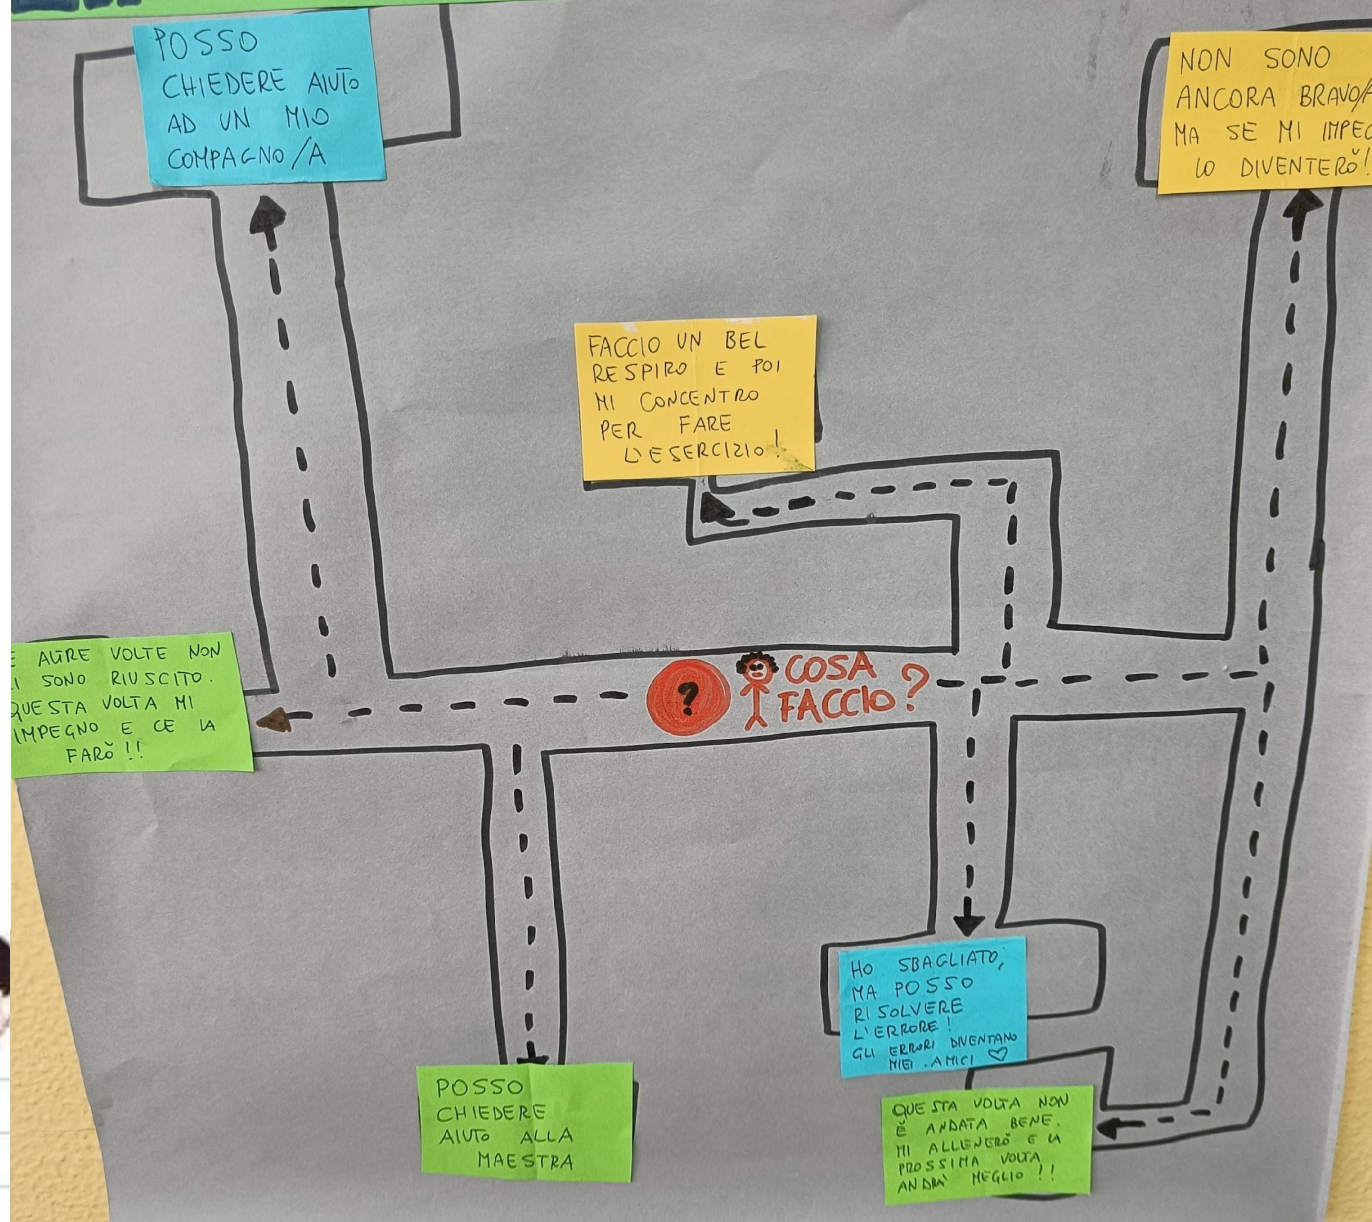 POSSO
CHIEDERE AIUTO
AD UN MIO
COMPAGNO/A
NON SONO
ANCORA BRAVO/A
MA SE MI IMPEG
LO DIVENTERÒ!
FACCIO UN BEL
RESPIRO E POI
MI CONCENTRO
PER FARE
L'ESERCIZIO!
E ALTRE VOLTE NON
I SONO RIUSCITO.
QUESTA VOLTA MI
IMPEGNO E CE LA
FARÒ!!
?
COSA
FACCIO?
HO SBAGLIATO,
MA POSSO
RISOLVERE
L'ERRORE!
GLI ERRORI DIVENTANO
MIEI AMICI ♡
POSSO
CHIEDERE
AIUTO ALLA
MAESTRA
QUESTA VOLTA NON
È ANDATA BENE.
MI ALLENERÒ E LA
PROSSIMA VOLTA
ANDRÀ MEGLIO!!